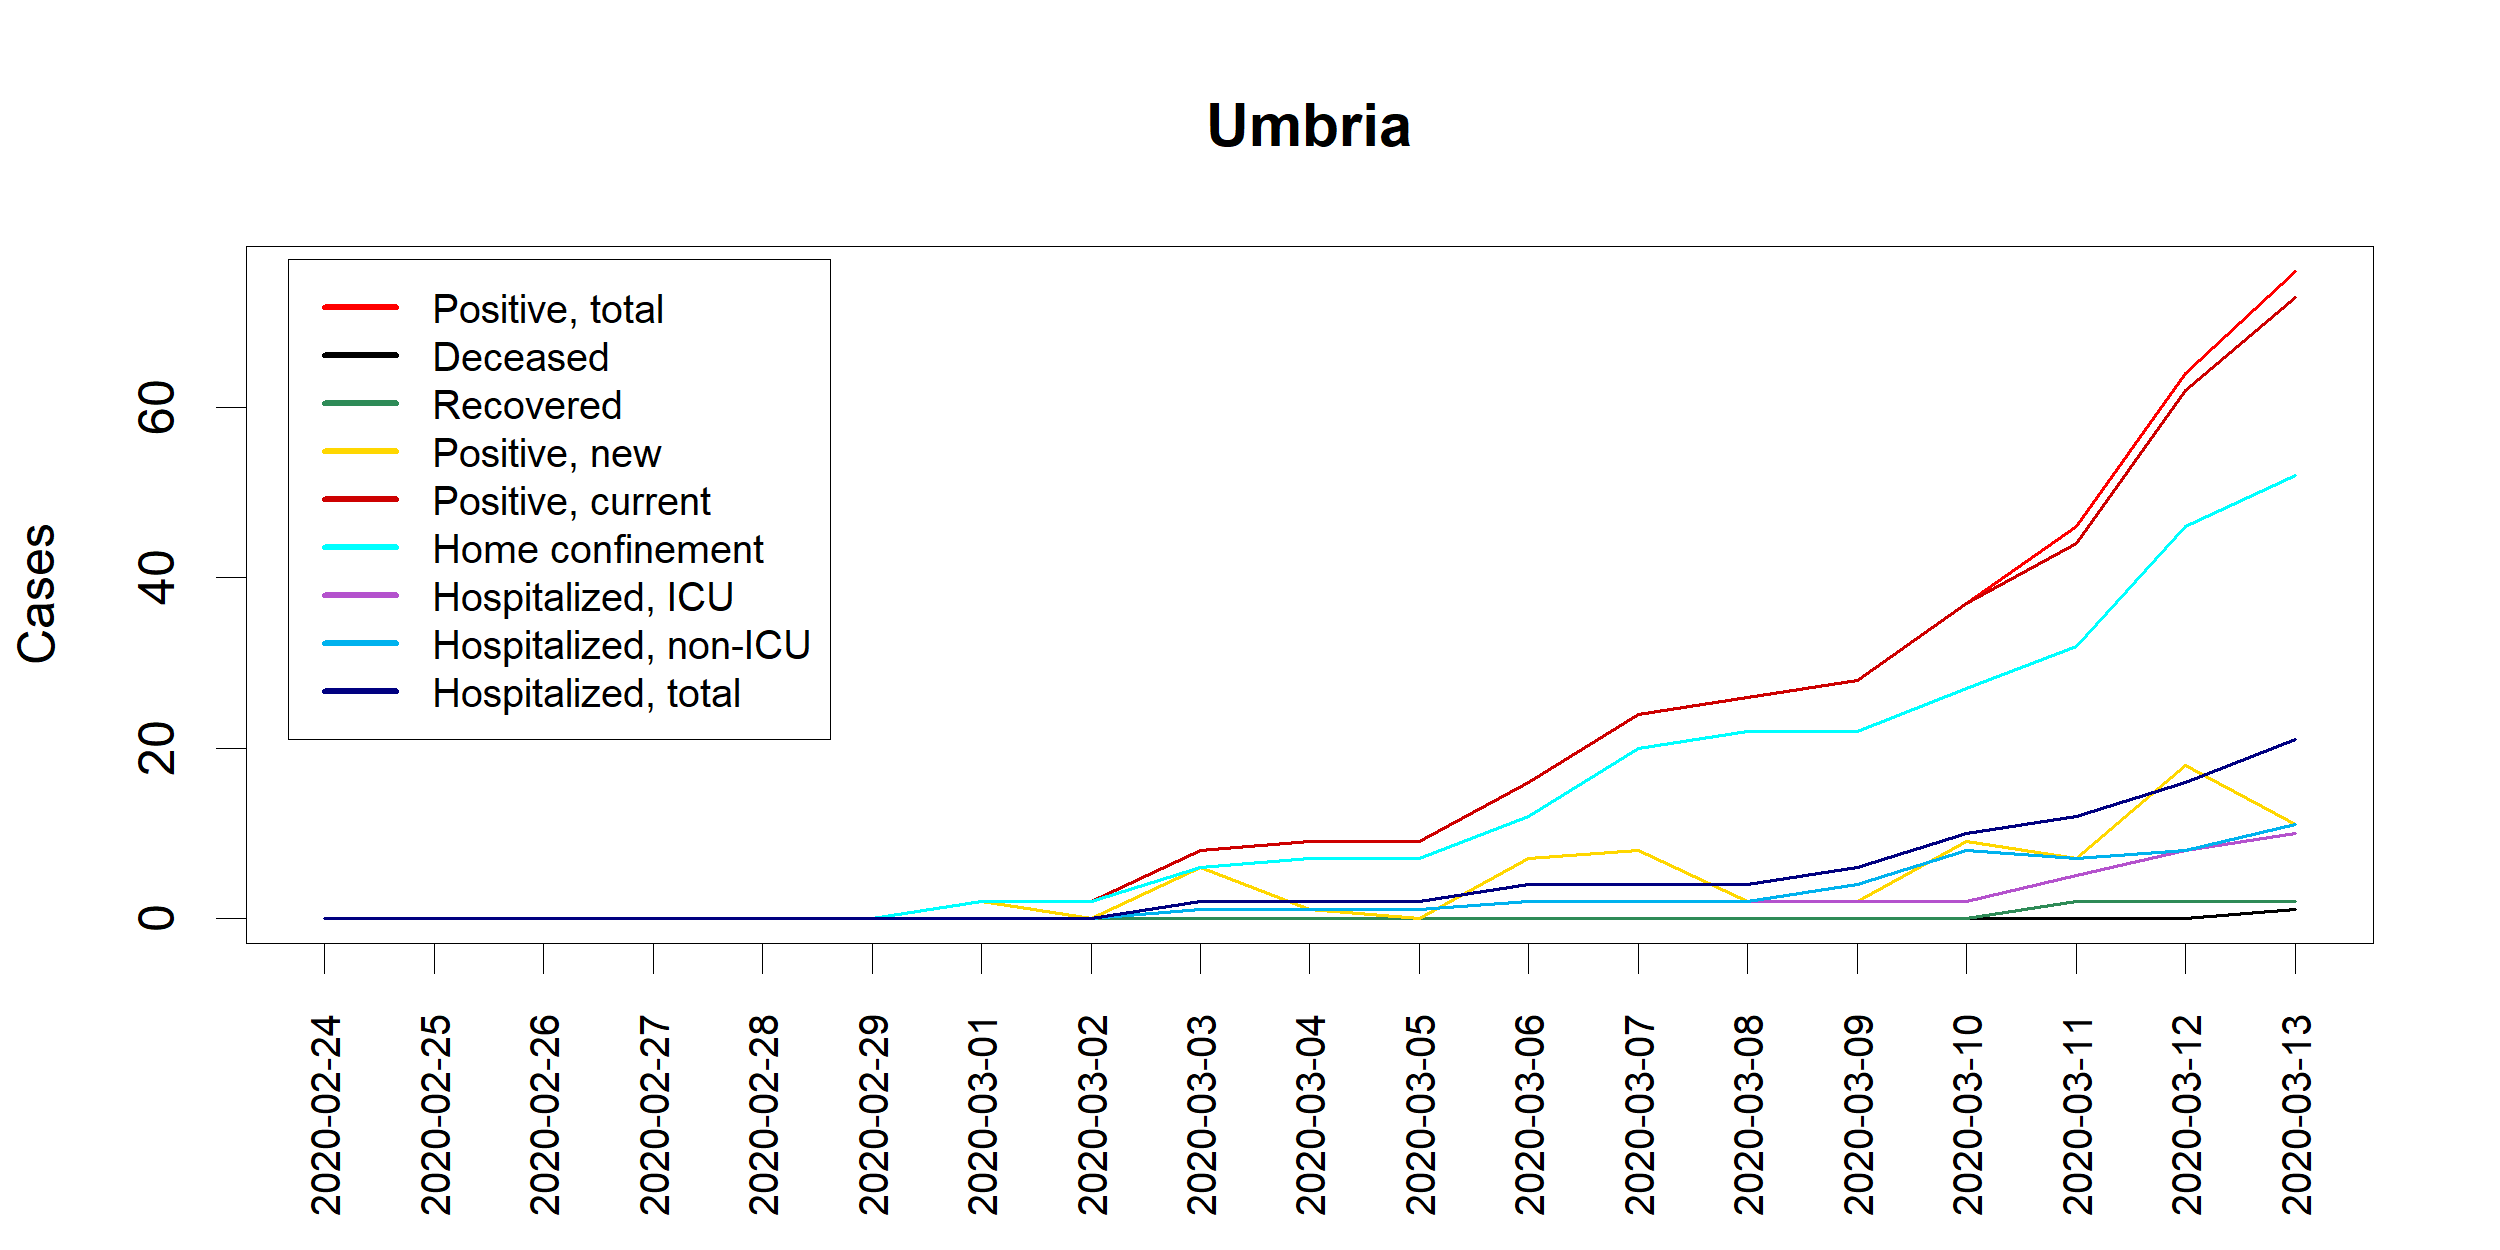 Umbria
Cases
60
40
20
0
Positive, total
Deceased
Recovered
Positive, new
Positive, current
Home confinement
Hospitalized, ICU
Hospitalized, non-ICU
Hospitalized, total
2020-02-24
2020-02-25
2020-02-26
2020-02-27
2020-02-28
2020-02-29
2020-03-01
2020-03-02
2020-03-03
2020-03-04
2020-03-05
2020-03-06
2020-03-07
2020-03-08
2020-03-09
2020-03-10
2020-03-11
2020-03-12
2020-03-13